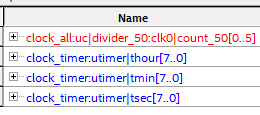 Name
clock_all:uc|divider_50:clk0|count_50[0..5]
clock_timer:utimer|thour[7..0]
clock_timer:utimer|tmin[7..0]
clock_timer:utimer|tsec[7..0]